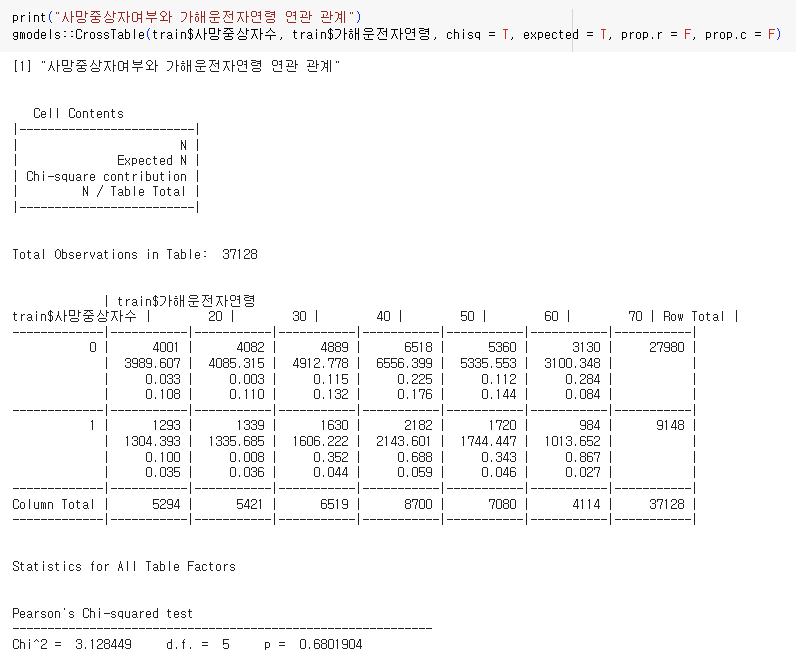 print("사망중상자여부와 가해운전자연령 연관 관계")
gmodels::CrossTable(train$사망중상자수, train$가해운전자연령, chisq = T, expected = T, prop.r = F, prop.c = F)
[1] "사망중상자여부와 가해운전자연령 연관 관계"
   Cell Contents
|-------------------------|
|                       N |
|              Expected N |
| Chi-square contribution |
|         N / Table Total |
|-------------------------|
Total Observations in Table:  37128
             | train$가해운전자연령
train$사망중상자수 |        20 |        30 |        40 |        50 |        60 |        70 | Row Total |
-------------|-----------|-----------|-----------|-----------|-----------|-----------|-----------|
           0 |      4001 |      4082 |      4889 |      6518 |      5360 |      3130 |     27980 |
             |  3989.607 |  4085.315 |  4912.778 |  6556.399 |  5335.553 |  3100.348 |           |
             |     0.033 |     0.003 |     0.115 |     0.225 |     0.112 |     0.284 |           |
             |     0.108 |     0.110 |     0.132 |     0.176 |     0.144 |     0.084 |           |
-------------|-----------|-----------|-----------|-----------|-----------|-----------|-----------|
           1 |      1293 |      1339 |      1630 |      2182 |      1720 |       984 |      9148 |
             |  1304.393 |  1335.685 |  1606.222 |  2143.601 |  1744.447 |  1013.652 |           |
             |     0.100 |     0.008 |     0.352 |     0.688 |     0.343 |     0.867 |           |
             |     0.035 |     0.036 |     0.044 |     0.059 |     0.046 |     0.027 |           |
-------------|-----------|-----------|-----------|-----------|-----------|-----------|-----------|
Column Total |      5294 |      5421 |      6519 |      8700 |      7080 |      4114 |     37128 |
-------------|-----------|-----------|-----------|-----------|-----------|-----------|-----------|
Statistics for All Table Factors
Pearson's Chi-squared test
------------------------------------------------------------
Chi^2 =  3.128449     d.f. =  5     p =  0.6801904